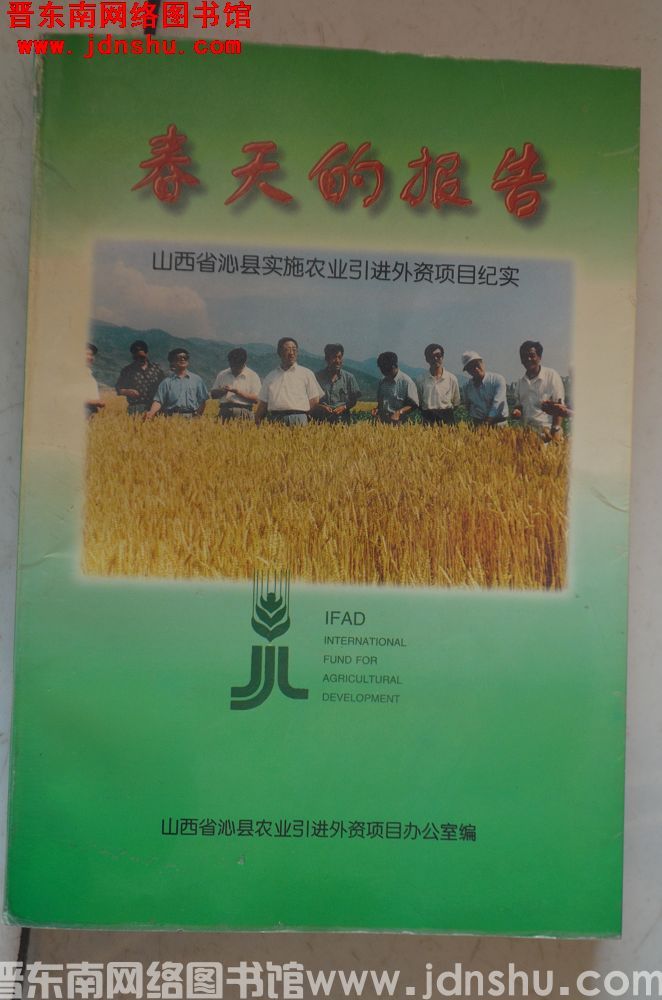 晋东南网络图书馆
www.jdnshu.com
春天的报告
山西省沁县实施农业引进外资项目纪实
IFAD
INTERNATIONAL
FUND FOR
AGRICULTURAL
DEVELOPMENT
山西省沁县农业引进外资项目办公室编
晋东南网络图书馆www.jdnshu.com